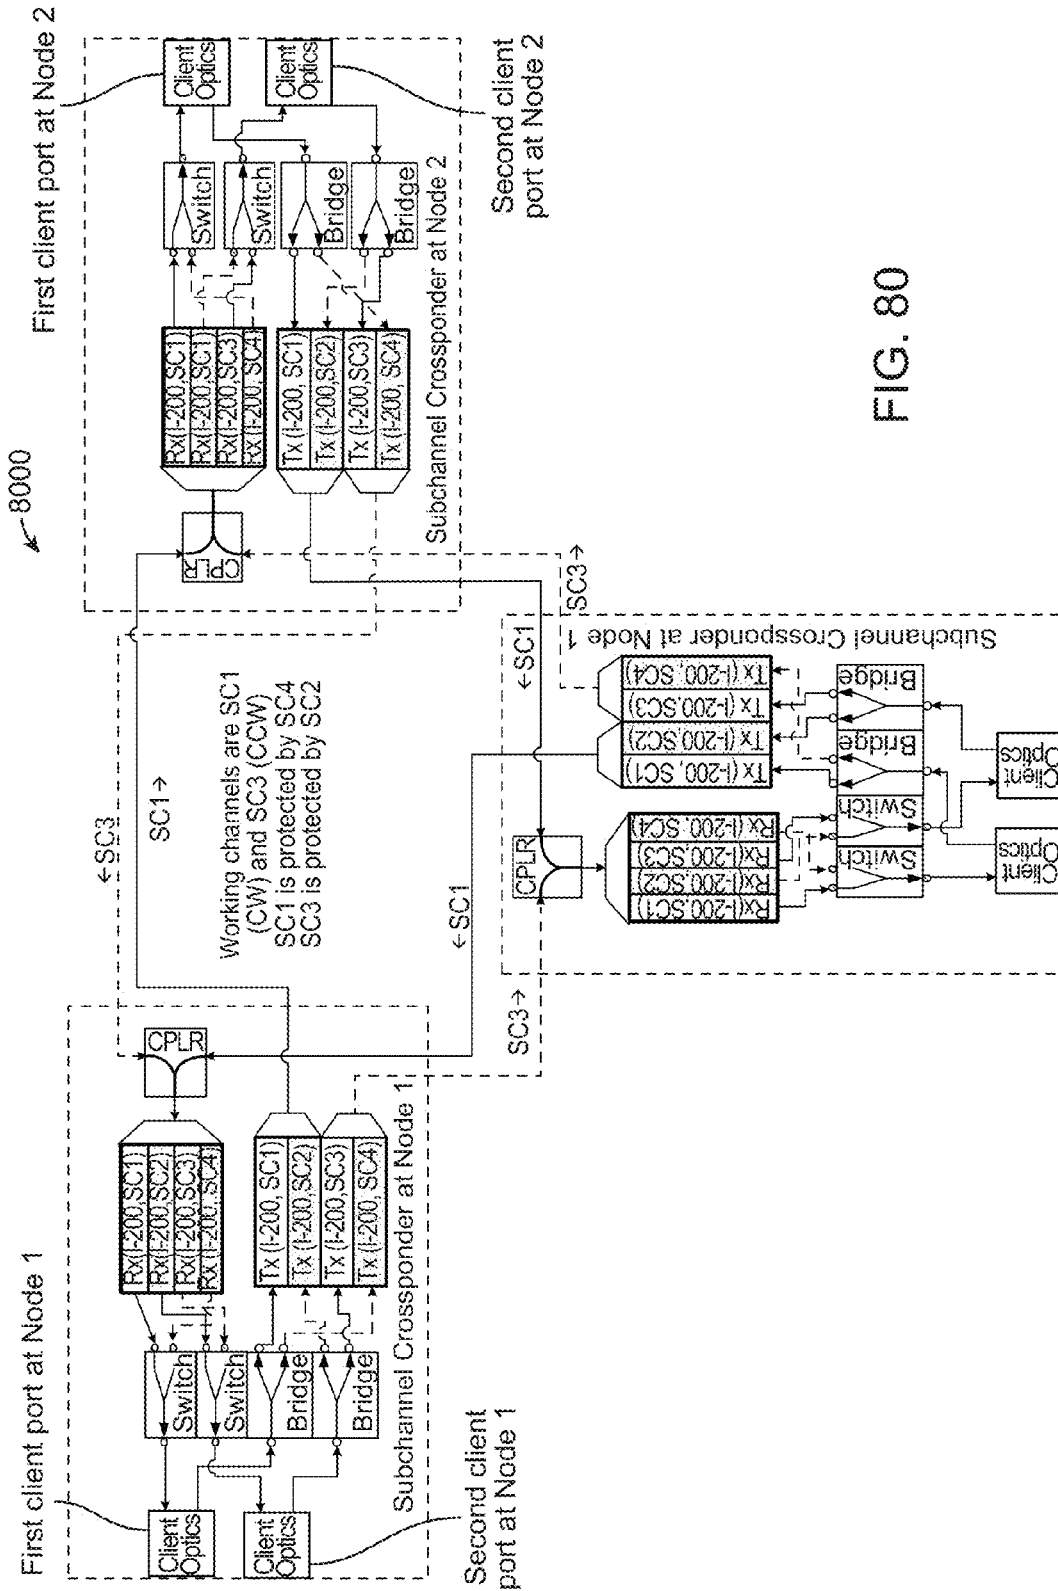 8000
First client port at Node 1
Client
Optics
Client
Optics
Second client
port at Node 1
Switch
Switch
Bridge
Bridge
Rx(I-200,SC1)
Rx(I-200,SC2)
Rx(I-200,SC3)
Rx (I-200, SC4)
Tx (I-200, SC1)
Tx (I-200,SC2)
Tx (I-200,SC3)
Tx (I-200, SC4)
CPLR
Subchannel Crossponder at Node 1
←SC3
SC1→
Working channels are SC1
(CW) and SC3 (CCW)
SC1 is protected by SC4
SC3 is protected by SC2
←SC1
SC3→
First client port at Node 2
Client
Optics
Client
Optics
Second client
port at Node 2
Switch
Switch
Bridge
Bridge
Rx(I-200,SC1)
Rx(I-200,SC1)
Rx(I-200,SC3)
Rx(I-200, SC4)
Tx (I-200, SC1)
Tx (I-200,SC2)
Tx (I-200,SC3)
Tx (I-200, SC4)
CPLR
Subchannel Crossponder at Node 2
SC3→
←SC1
Subchannel Crossponder at Node 1
CPLR
Rx(I-200,SC1)
Rx(I-200,SC2)
Rx(I-200,SC3)
Rx(I-200, SC4)
Tx (I-200, SC1)
Tx (I-200,SC2)
Tx (I-200,SC3)
Tx (I-200, SC4)
Switch
Switch
Bridge
Bridge
Client
Optics
Client
Optics
FIG. 80